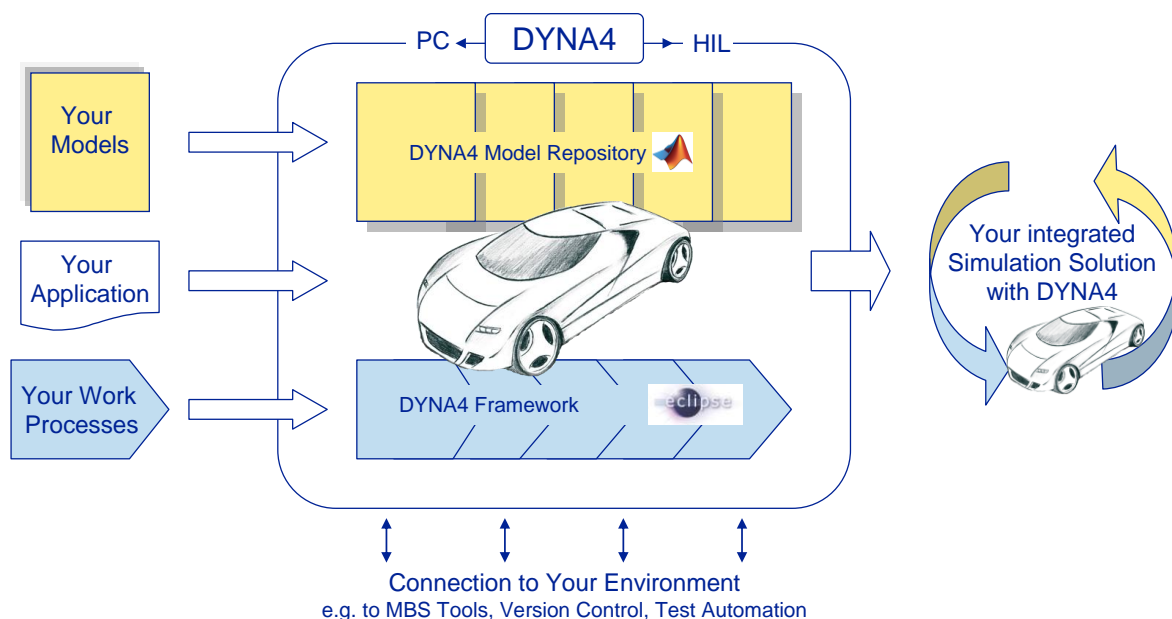 PC
DYNA4
HIL
Your
Models
DYNA4 Model Repository
Your
Application
Your integrated
Simulation Solution
with DYNA4
Your Work
Processes
DYNA4 Framework
eclipse
Connection to Your Environment
e.g. to MBS Tools, Version Control, Test Automation